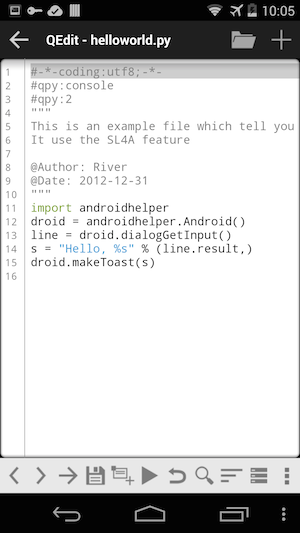 10:05
QEdit - helloworld.py
1 #-*-coding:utf8;-*-
2 #qpy:console
3 #qpy:2
4 """
5 This is an example file which tell you
6 It use the SL4A feature
7
8 @Author: River
9 @Date: 2012-12-31
10 """
11 import androidhelper
12 droid = androidhelper.Android()
13 line = droid.dialogGetInput()
14 s = "Hello, %s" % (line.result,)
15 droid.makeToast(s)
16